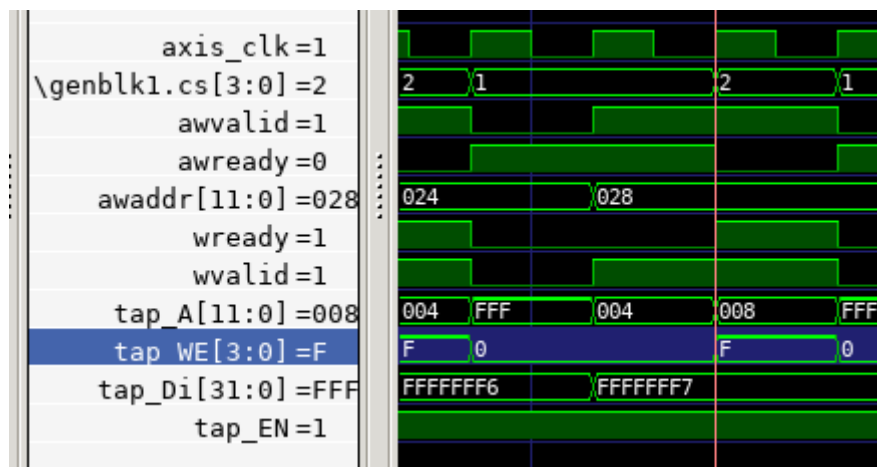 axis_clk=1
\genblk1.cs[3:0]=2 2 1 2 1
awvalid=1
awready=0
awaddr[11:0]=028 024 028
wready=1
wvalid=1
tap_A[11:0]=008 004 FFF 004 008 FFF
tap_WE[3:0]=F F 0 F 0
tap_Di[31:0]=FFF FFFFFFF6 FFFFFFF7
tap_EN=1